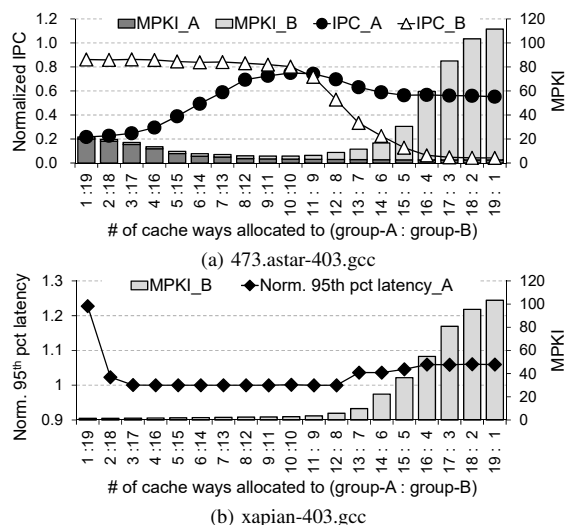 MPKI_A MPKI_B IPC_A IPC_B
Normalized IPC
1.2
1.0
0.8
0.6
0.4
0.2
0.0
120
100
80
60
40
20
0
MPKI
1 :19
2 :18
3 :17
4 :16
5 :15
6 :14
7 :13
8 :12
9 :11
10 :10
11 : 9
12 : 8
13 : 7
14 : 6
15 : 5
16 : 4
17 : 3
18 : 2
19 : 1
# of cache ways allocated to (group-A : group-B)
(a) 473.astar-403.gcc
MPKI_B Norm. 95th pct latency_A
Norm. 95th pct latency
1.3
1.2
1.1
1
0.9
120
100
80
60
40
20
0
MPKI
1 :19
2 :18
3 :17
4 :16
5 :15
6 :14
7 :13
8 :12
9 :11
10 :10
11 : 9
12 : 8
13 : 7
14 : 6
15 : 5
16 : 4
17 : 3
18 : 2
19 : 1
# of cache ways allocated to (group-A : group-B)
(b) xapian-403.gcc